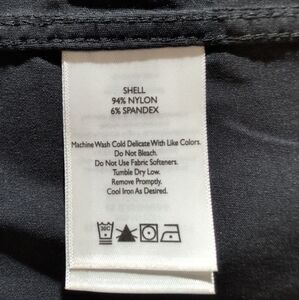 SHELL
94% NYLON
6% SPANDEX
Machine Wash Cold Delicate With Like Colors.
Do Not Bleach.
Do Not Use Fabric Softeners.
Tumble Dry Low.
Remove Promptly.
Cool Iron As Desired.
30C